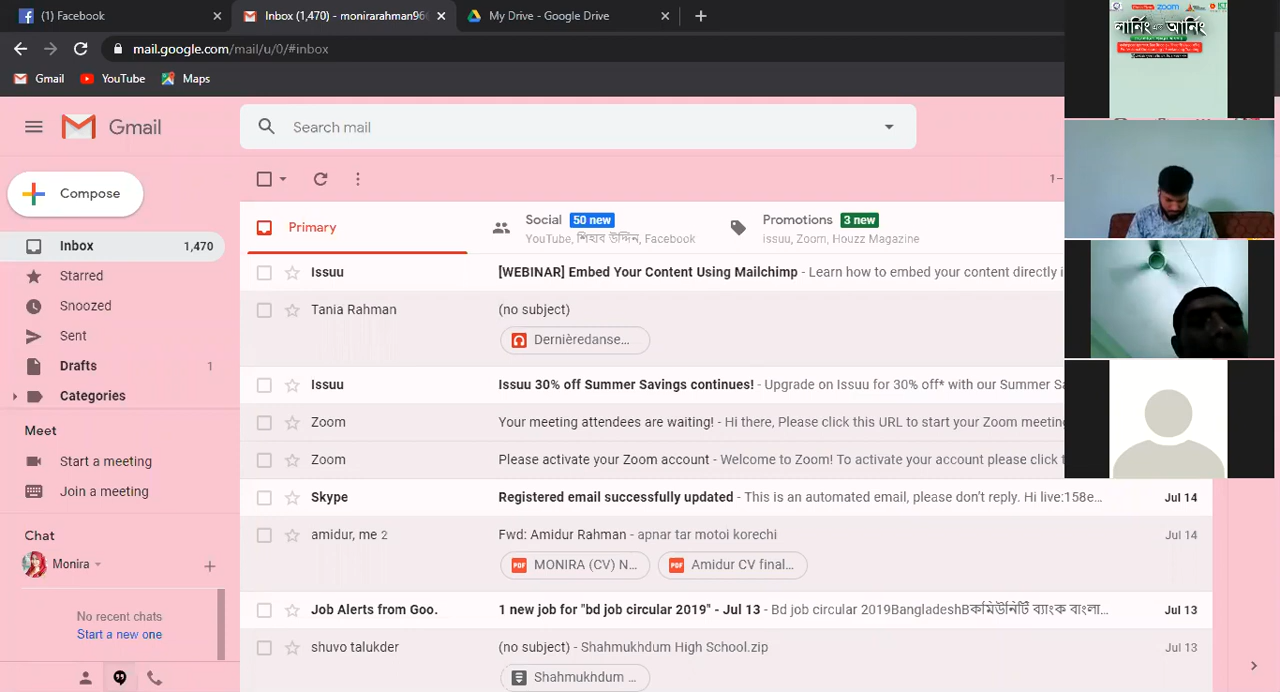 (1) Facebook
Inbox (1,470) - monirarahman96
My Drive - Google Drive
mail.google.com/mail/u/0/#inbox
Gmail YouTube Maps
Gmail
Search mail
Compose
Inbox 1,470
Starred
Snoozed
Sent
Drafts 1
Categories
Meet
Start a meeting
Join a meeting
Chat
Monira
No recent chats
Start a new one
1–
Primary
Social 50 new
YouTube, শিহাব উদ্দিন, Facebook
Promotions 3 new
issuu, Zoom, Houzz Magazine
Issuu [WEBINAR] Embed Your Content Using Mailchimp - Learn how to embed your content directly i
Tania Rahman (no subject)
Dernièredanse...
Issuu Issuu 30% off Summer Savings continues! - Upgrade on Issuu for 30% off* with our Summer Sa
Zoom Your meeting attendees are waiting! - Hi there, Please click this URL to start your Zoom meeting
Zoom Please activate your Zoom account - Welcome to Zoom! To activate your account please click t
Skype Registered email successfully updated - This is an automated email, please don't reply. Hi live:158e... Jul 14
amidur, me 2 Fwd: Amidur Rahman - apnar tar motoi korechi Jul 14
PDF MONIRA (CV) N... PDF Amidur CV final...
Job Alerts from Goo. 1 new job for "bd job circular 2019" - Jul 13 - Bd job circular 2019BangladeshBকমিউনিটি ব্যাংক বাংলা... Jul 13
shuvo talukder (no subject) - Shahmukhdum High School.zip Jul 13
Shahmukhdum ...
zoom
লার্নিং এন্ড আর্নিং